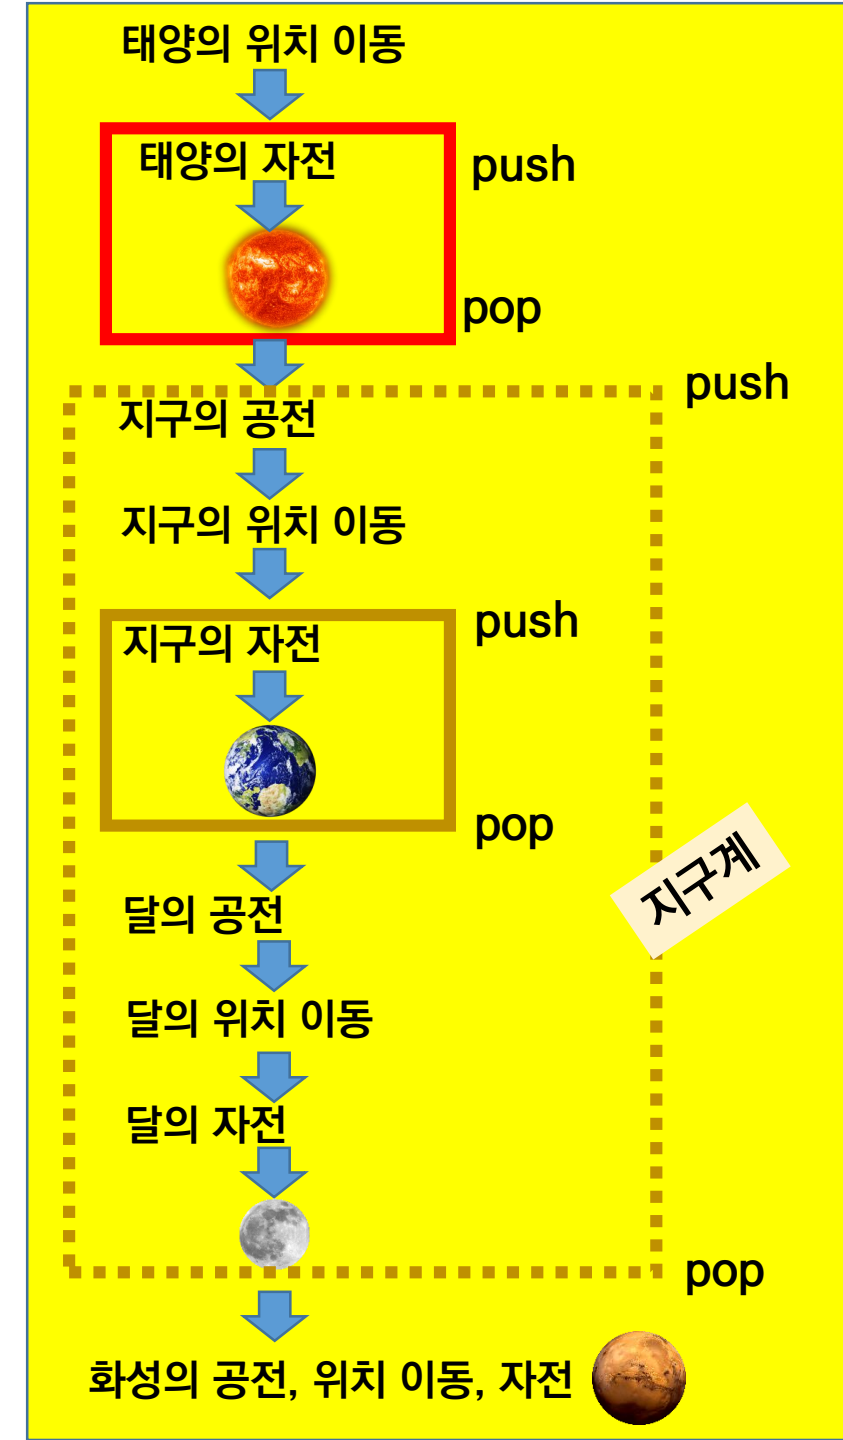 태양의 위치 이동
태양의 자전
push
pop
push
지구의 공전
지구의 위치 이동
push
지구의 자전
pop
지구계
달의 공전
달의 위치 이동
달의 자전
pop
화성의 공전, 위치 이동, 자전